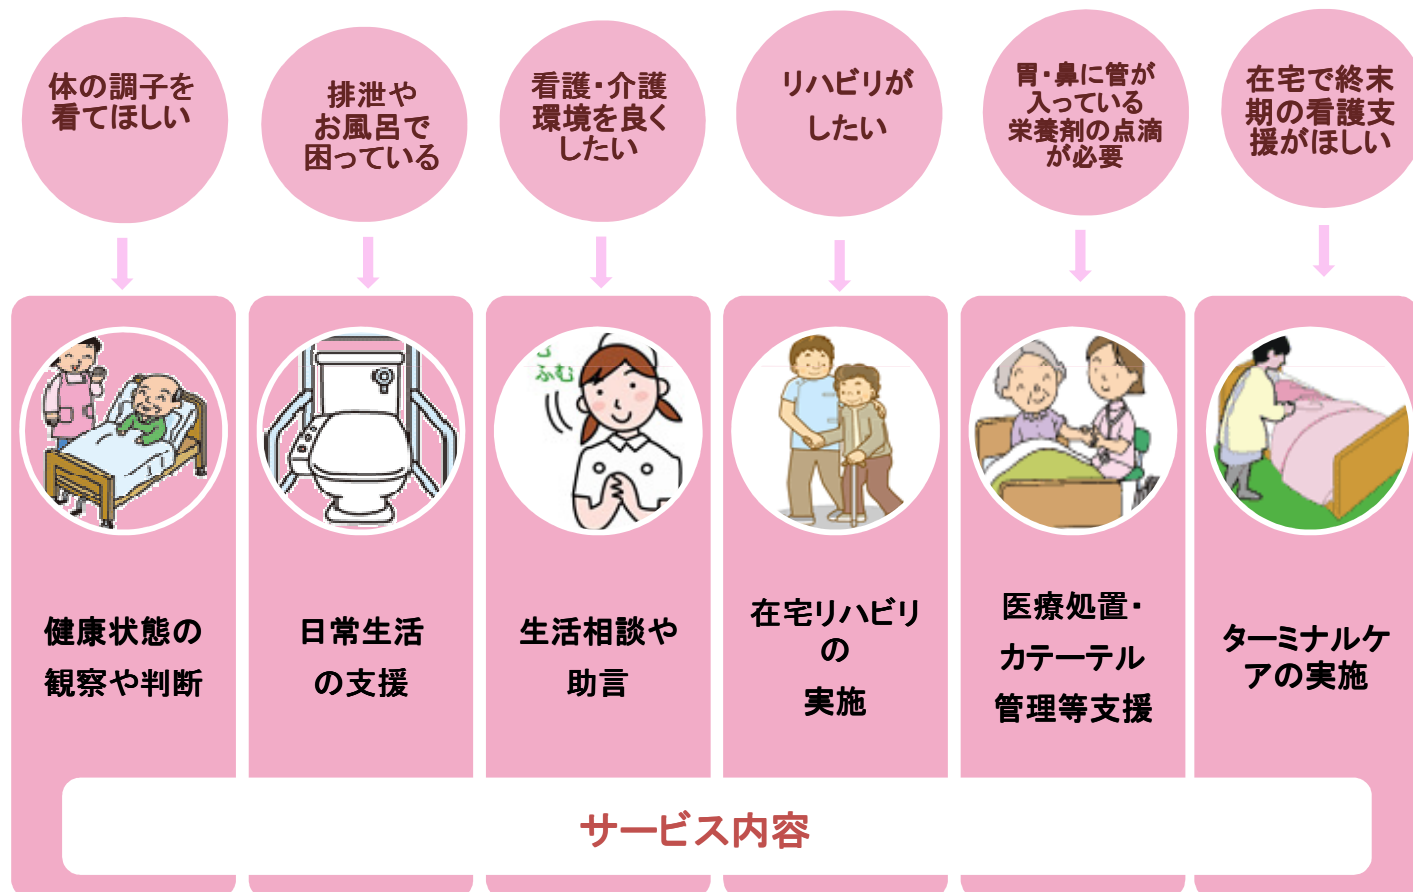 体の調子を
看てほしい
排泄や
お風呂で
困っている
看護・介護
環境を良く
したい
リハビリが
したい
胃・鼻に管が
入っている
栄養剤の点滴
が必要
在宅で終末
期の看護支
援がほしい
ふむ
健康状態の
観察や判断
日常生活
の支援
生活相談や
助言
在宅リハビリ
の
実施
医療処置・
カテーテル
管理等支援
ターミナルケ
アの実施
サービス内容